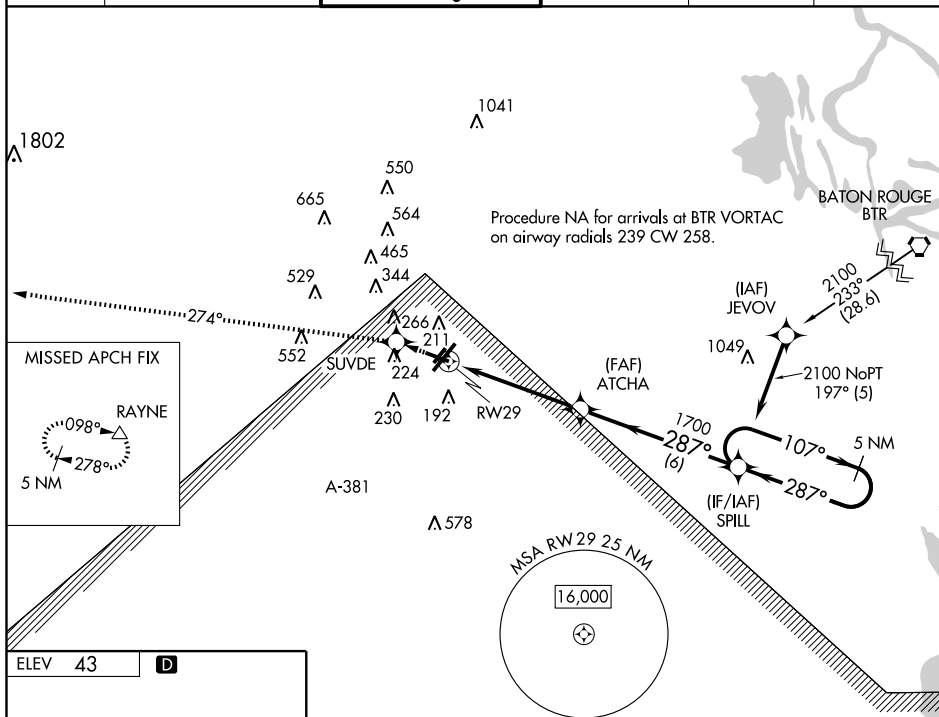 1041
1802
550
665
564
Procedure NA for arrivals at BTR VORTAC
on airway radials 239 CW 258.
BATON ROUGE
BTR
465
344
529
2100
233°
(28.6)
(IAF)
JEVOV
274°
266
211
552
SUVDE
224
1049
2100 NoPT
197° (5)
(FAF)
ATCHA
MISSED APCH FIX
RAYNE
098°
278°
5 NM
230
192
RW29
1700
287°
(6)
107°
5 NM
287°
(IF/IAF)
SPILL
A-381
578
MSA RW 29 25 NM
16,000
ELEV 43
D